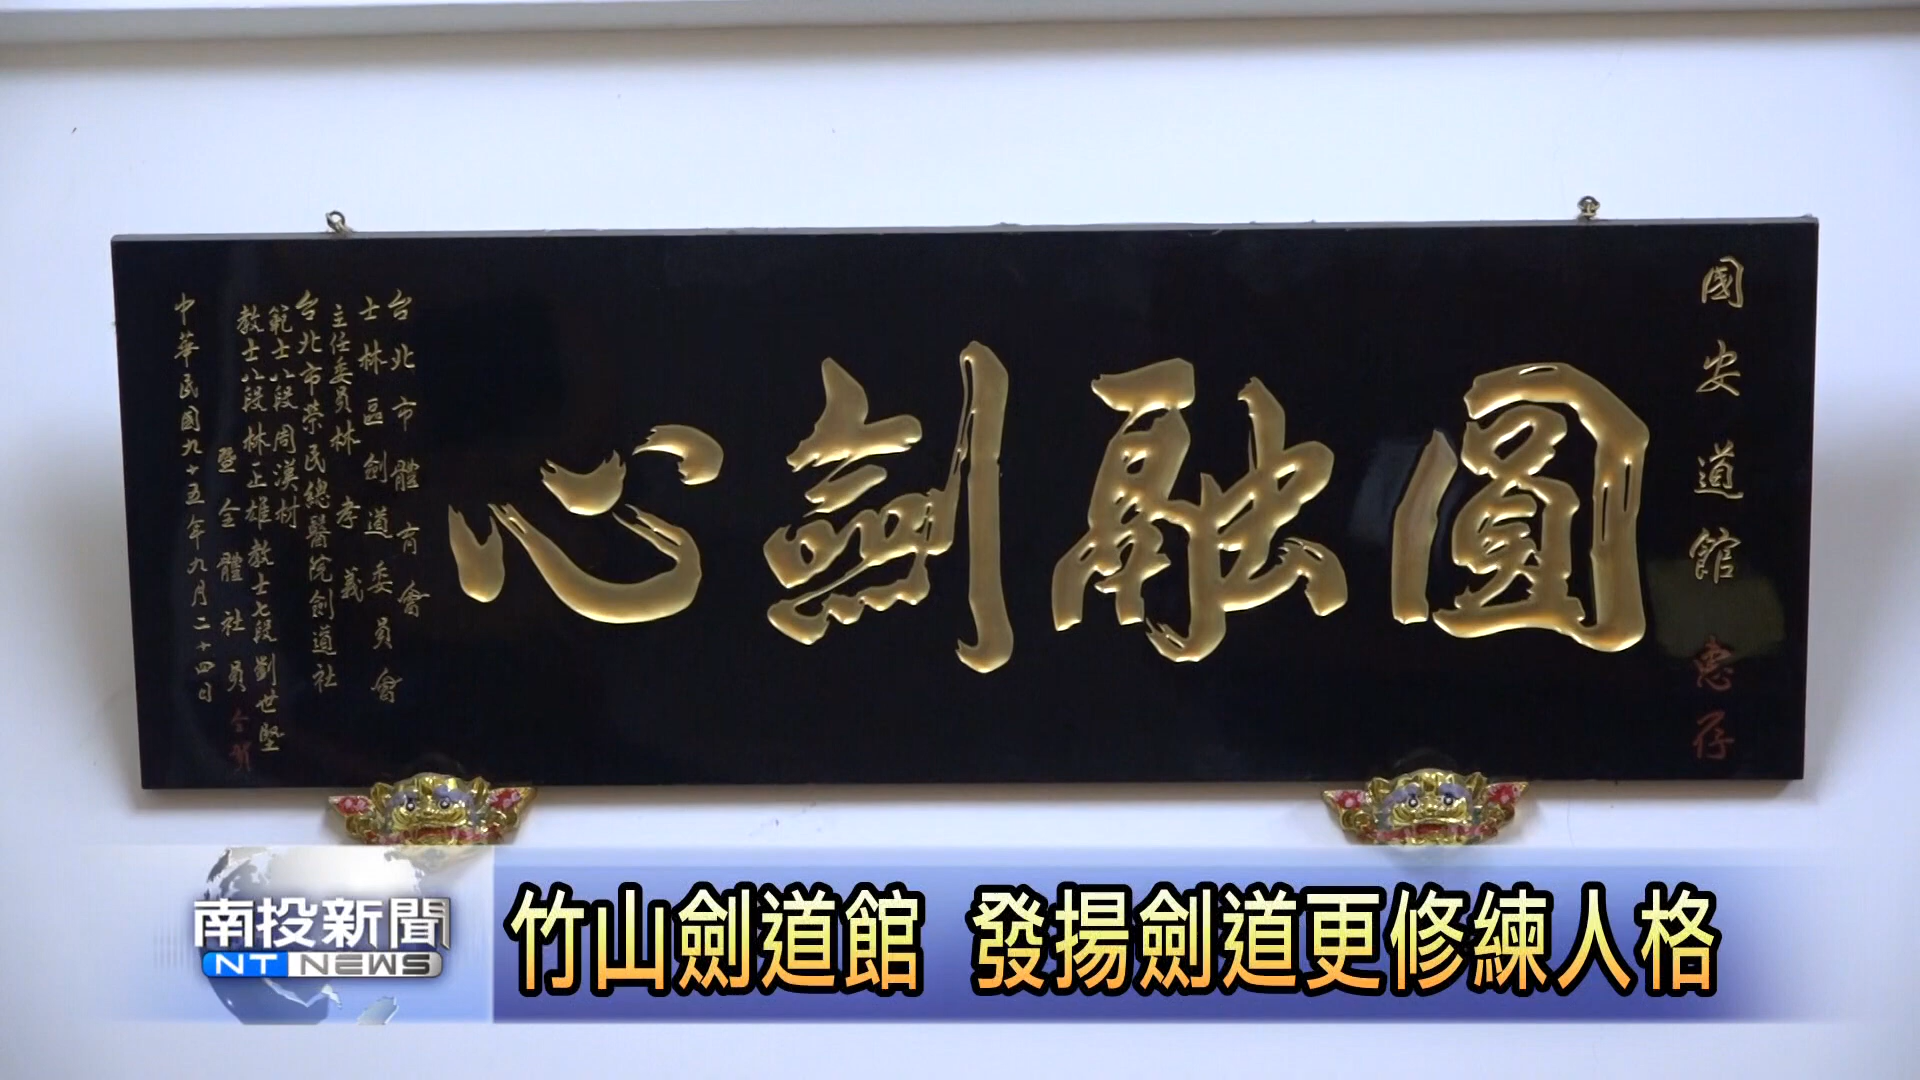 國安道館 惠存
圓融劍心
台北市體育會
士林區劍道委員會
主任委員林孝義
台北市榮民總醫院劍道社
範士八段周漢材
教士八段林正雄教士七段劉世堅
暨全體社員仝賀
中華民國九十五年九月二十四日
南投新聞
NT NEWS
竹山劍道館 發揚劍道更修練人格